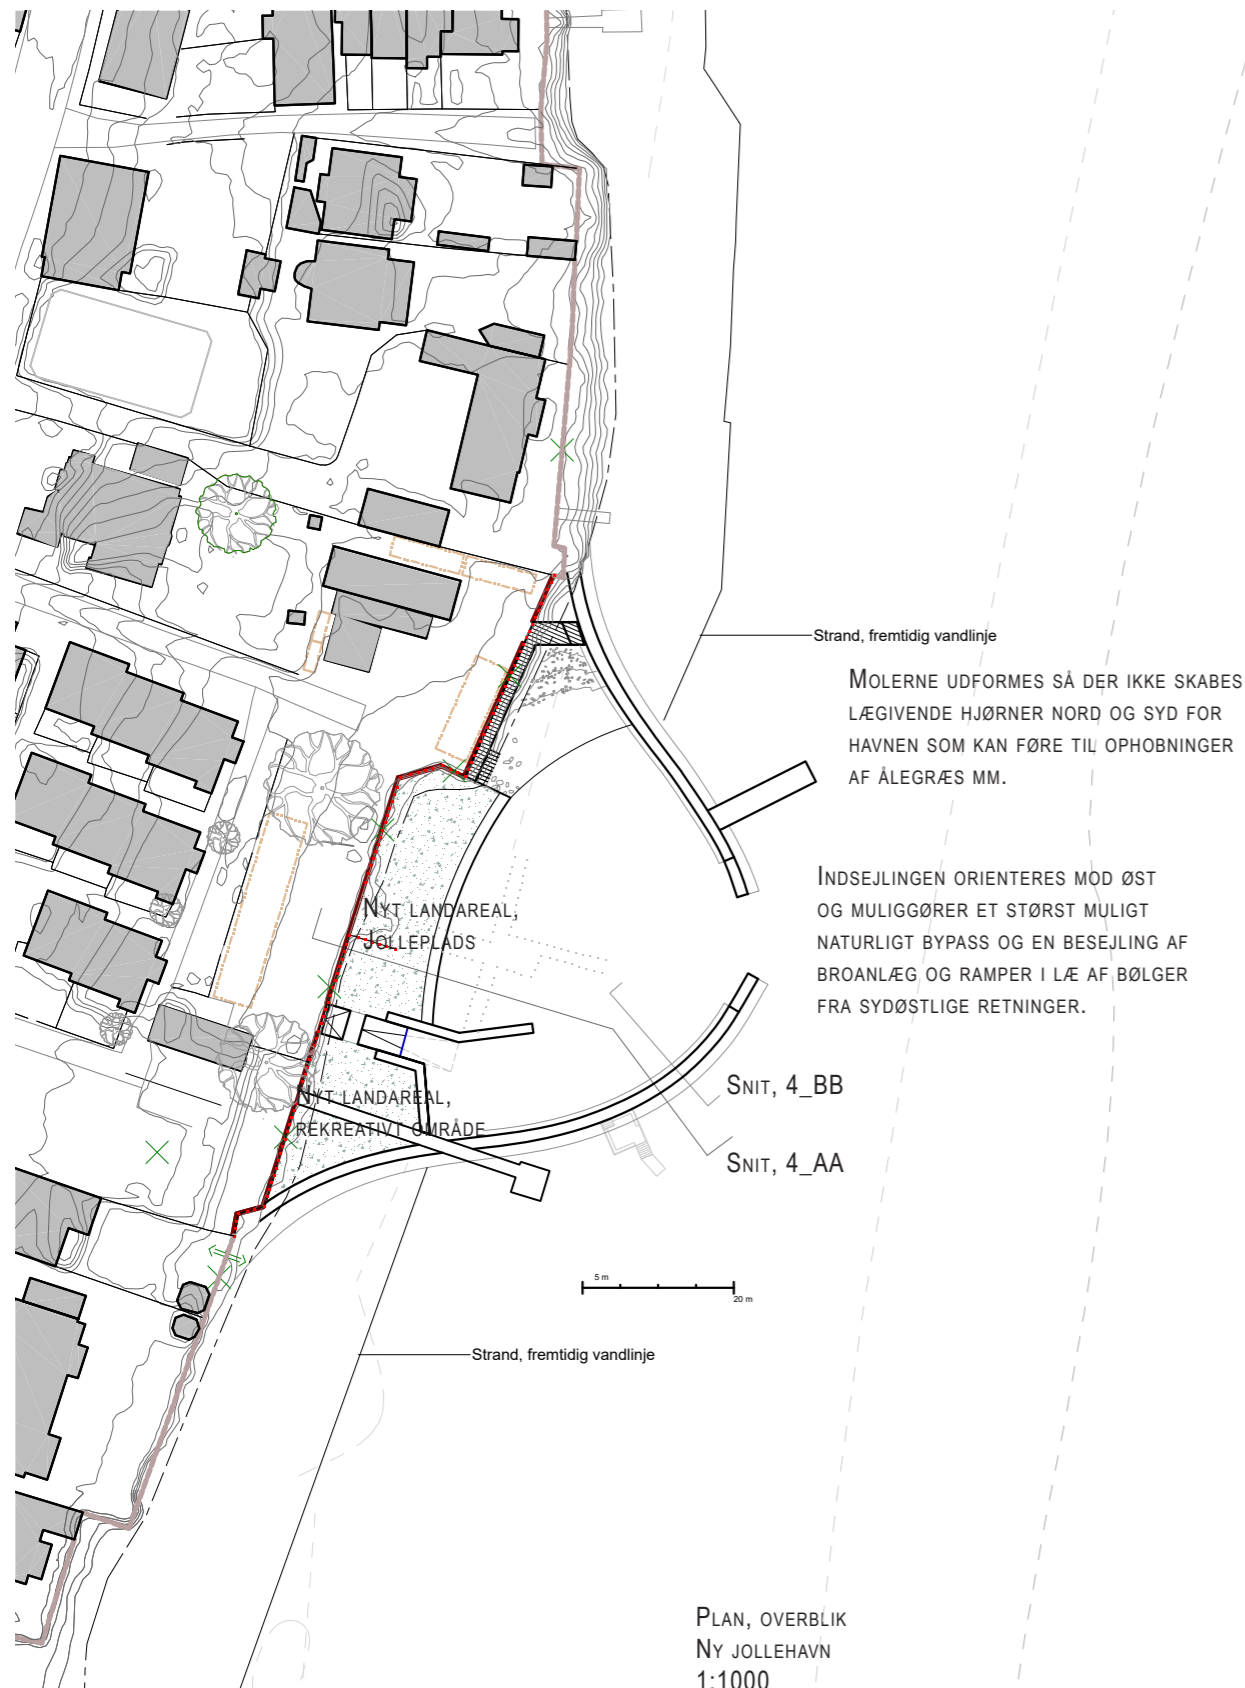 Strand, fremtidig vandlinje
MOLERNE UDFORMES SÅ DER IKKE SKABES
LÆGIVENDE HJØRNER NORD OG SYD FOR
HAVNEN SOM KAN FØRE TIL OPHOBNINGER
AF ÅLEGRÆS MM.
INDSEJLINGEN ORIENTERES MOD ØST
OG MULIGGØRER ET STØRST MULIGT
NATURLIGT BYPASS OG EN BESEJLING AF
BROANLÆG OG RAMPER I LÆ AF BØLGER
FRA SYDØSTLIGE RETNINGER.
NYT LANDAREAL,
JOLLEPLADS
SNIT, 4_BB
NYT LANDAREAL,
REKREATIVT OMRÅDE
SNIT, 4_AA
5 m
20 m
Strand, fremtidig vandlinje
PLAN, OVERBLIK
NY JOLLEHAVN
1:1000